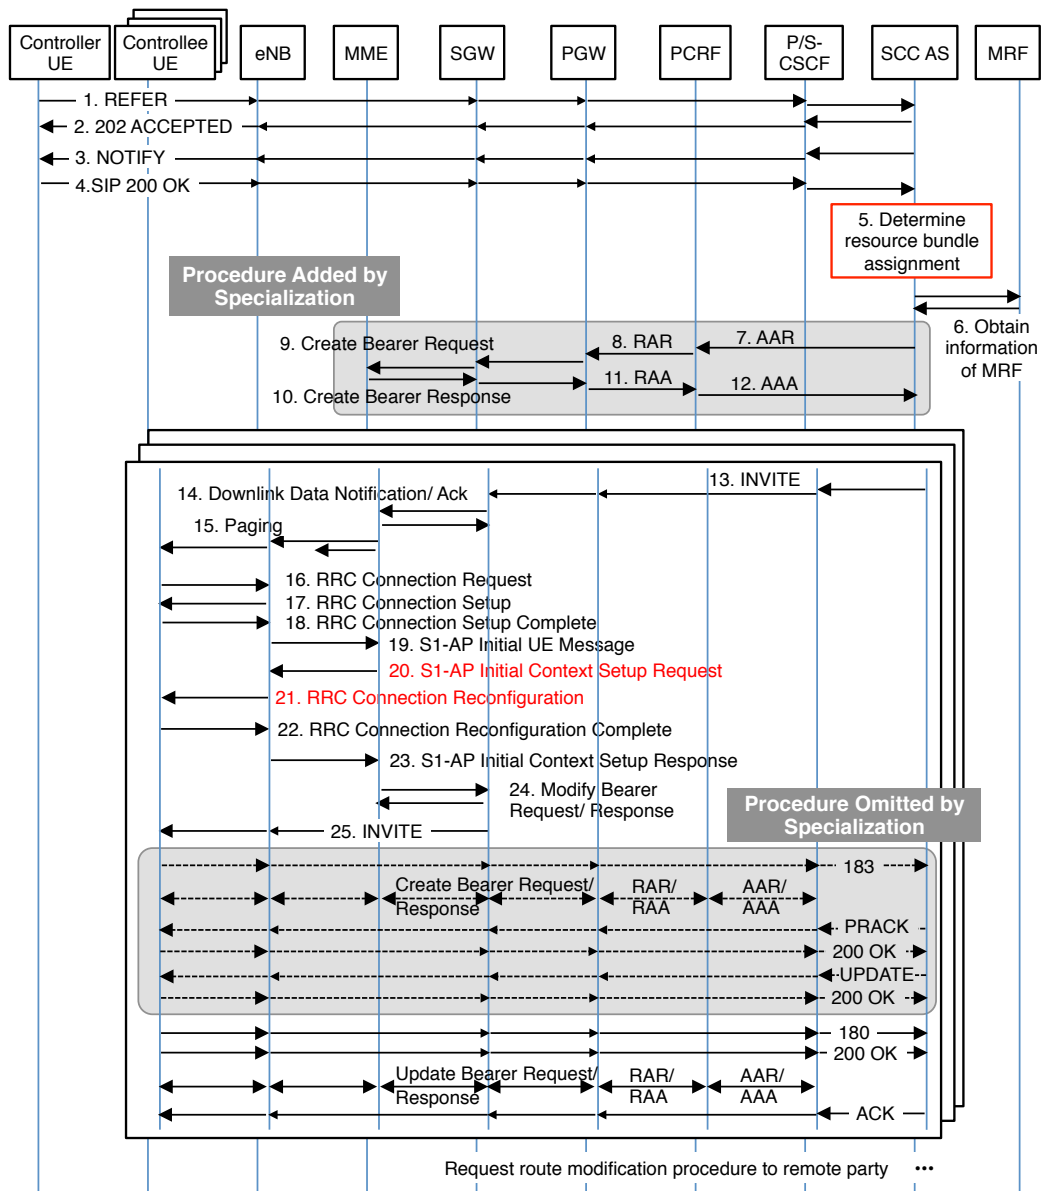 Controller
UE
Controllee
UE
eNB
MME
SGW
PGW
PCRF
P/S-
CSCF
SCC AS
MRF
1. REFER
2. 202 ACCEPTED
3. NOTIFY
4.SIP 200 OK
5. Determine
resource bundle
assignment
Procedure Added by
Specialization
6. Obtain
information
of MRF
7. AAR
8. RAR
9. Create Bearer Request
10. Create Bearer Response
11. RAA
12. AAA
13. INVITE
14. Downlink Data Notification/ Ack
15. Paging
16. RRC Connection Request
17. RRC Connection Setup
18. RRC Connection Setup Complete
19. S1-AP Initial UE Message
20. S1-AP Initial Context Setup Request
21. RRC Connection Reconfiguration
22. RRC Connection Reconfiguration Complete
23. S1-AP Initial Context Setup Response
24. Modify Bearer
Request/ Response
Procedure Omitted by
Specialization
25. INVITE
183
Create Bearer Request/
Response
RAR/
RAA
AAR/
AAA
PRACK
200 OK
UPDATE
200 OK
180
200 OK
Update Bearer Request/
Response
RAR/
RAA
AAR/
AAA
ACK
Request route modification procedure to remote party •••